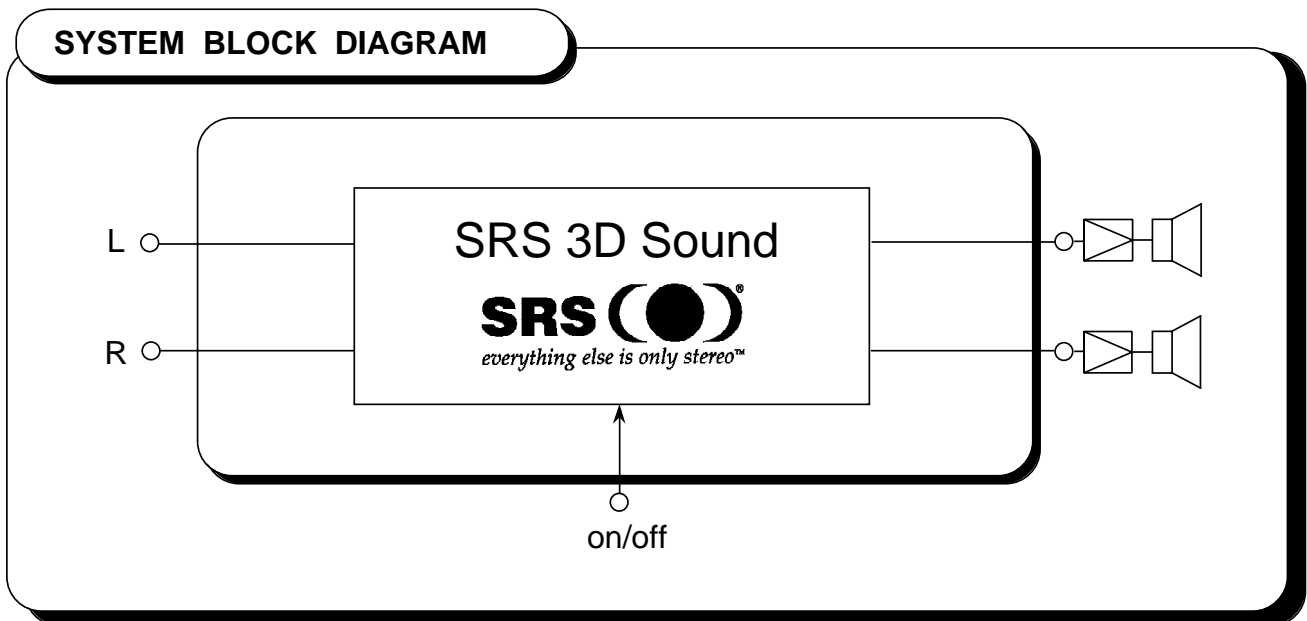 SYSTEM BLOCK DIAGRAM
L
R
SRS 3D Sound
SRS ®
everything else is only stereo™
on/off